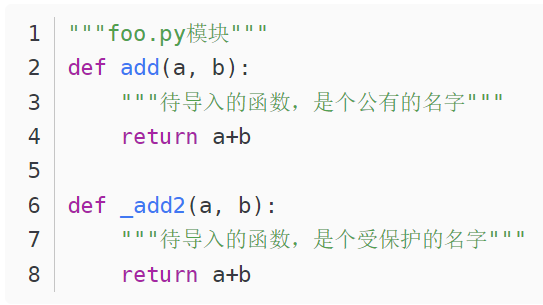 1 """foo.py模块"""
2 def add(a, b):
3     """待导入的函数，是个公有的名字"""
4     return a+b
5
6 def _add2(a, b):
7     """待导入的函数，是个受保护的名字"""
8     return a+b